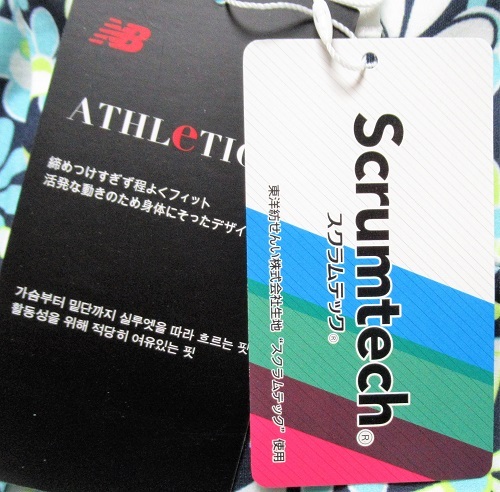 NB
ATHLeTIC
締めつけすぎず程よくフィット
活発な動きのため身体にそったデザイ
가슴부터 밑단까지 실루엣을 따라 흐르는 핏
활동성을 위해 적당히 여유있는 핏
Scrumtech®
スクラムテック®
東洋紡せんい株式会社生地 "スクラムテック" 使用